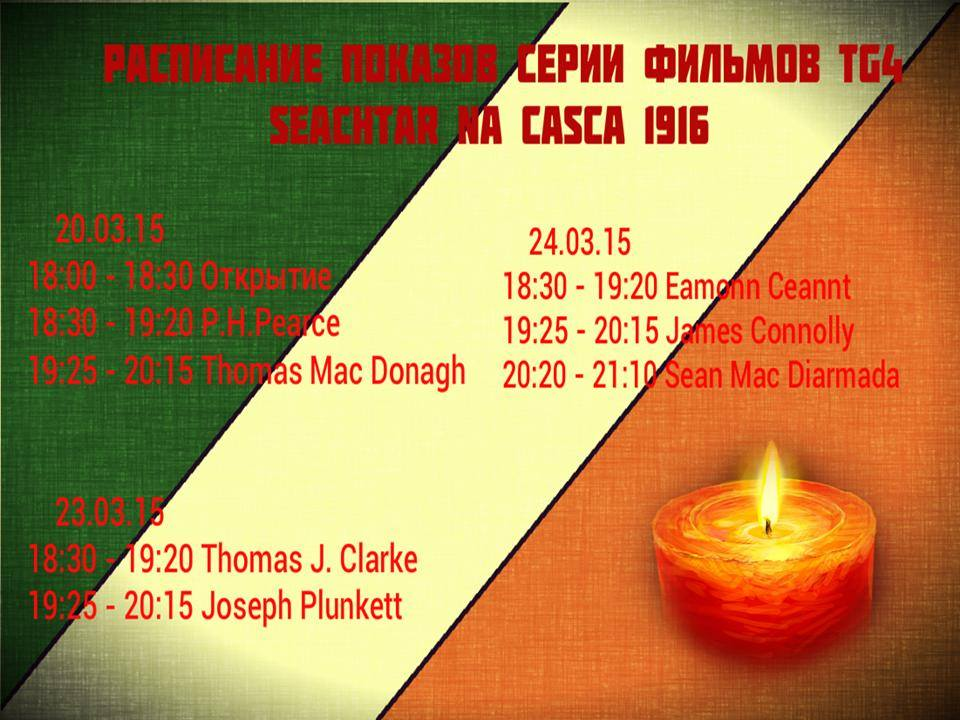 РАСПИСАНИЕ ПОКАЗОВ СЕРИИ ФИЛЬМОВ TG4
SEACHTAR NA CASCA 1916
20.03.15
18:00 - 18:30 Открытие
18:30 - 19:20 P.H.Pearce
19:25 - 20:15 Thomas Mac Donagh
23.03.15
18:30 - 19:20 Thomas J. Clarke
19:25 - 20:15 Joseph Plunkett
24.03.15
18:30 - 19:20 Eamonn Ceannt
19:25 - 20:15 James Connolly
20:20 - 21:10 Sean Mac Diarmada